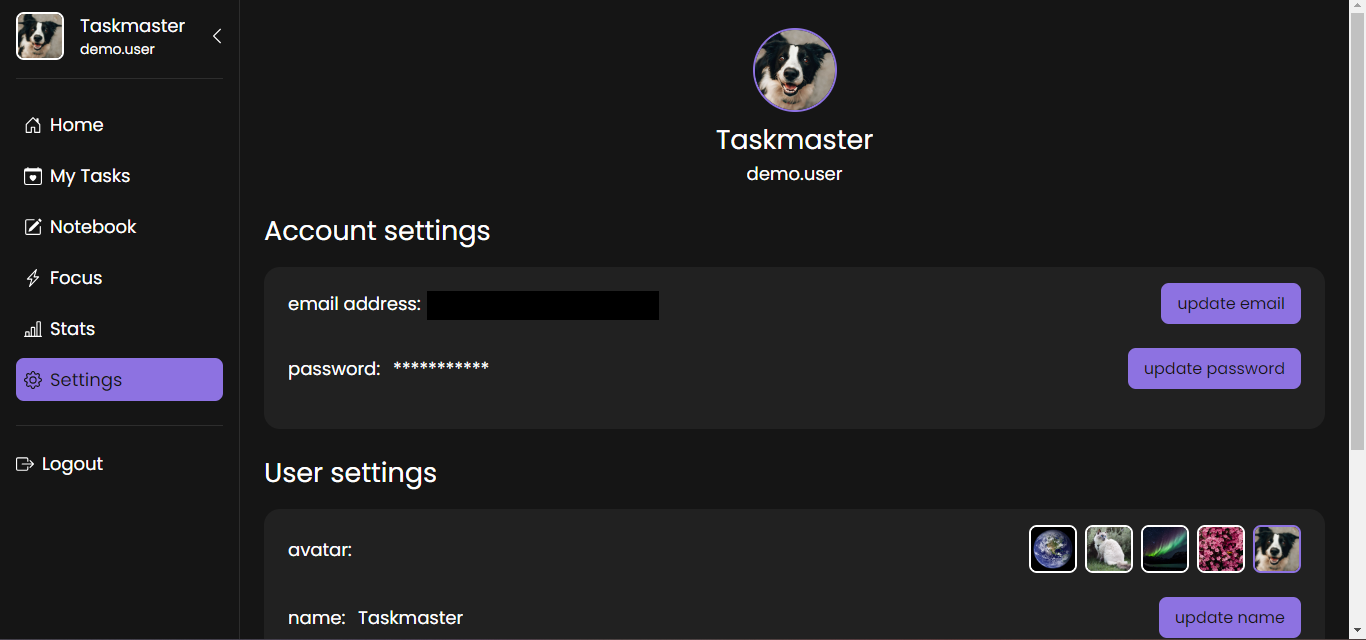 Taskmaster
demo.user
Home
My Tasks
Notebook
Focus
Stats
Settings
Logout
Taskmaster
demo.user
Account settings
email address:
update email
password: ***********
update password
User settings
avatar:
name: Taskmaster
update name